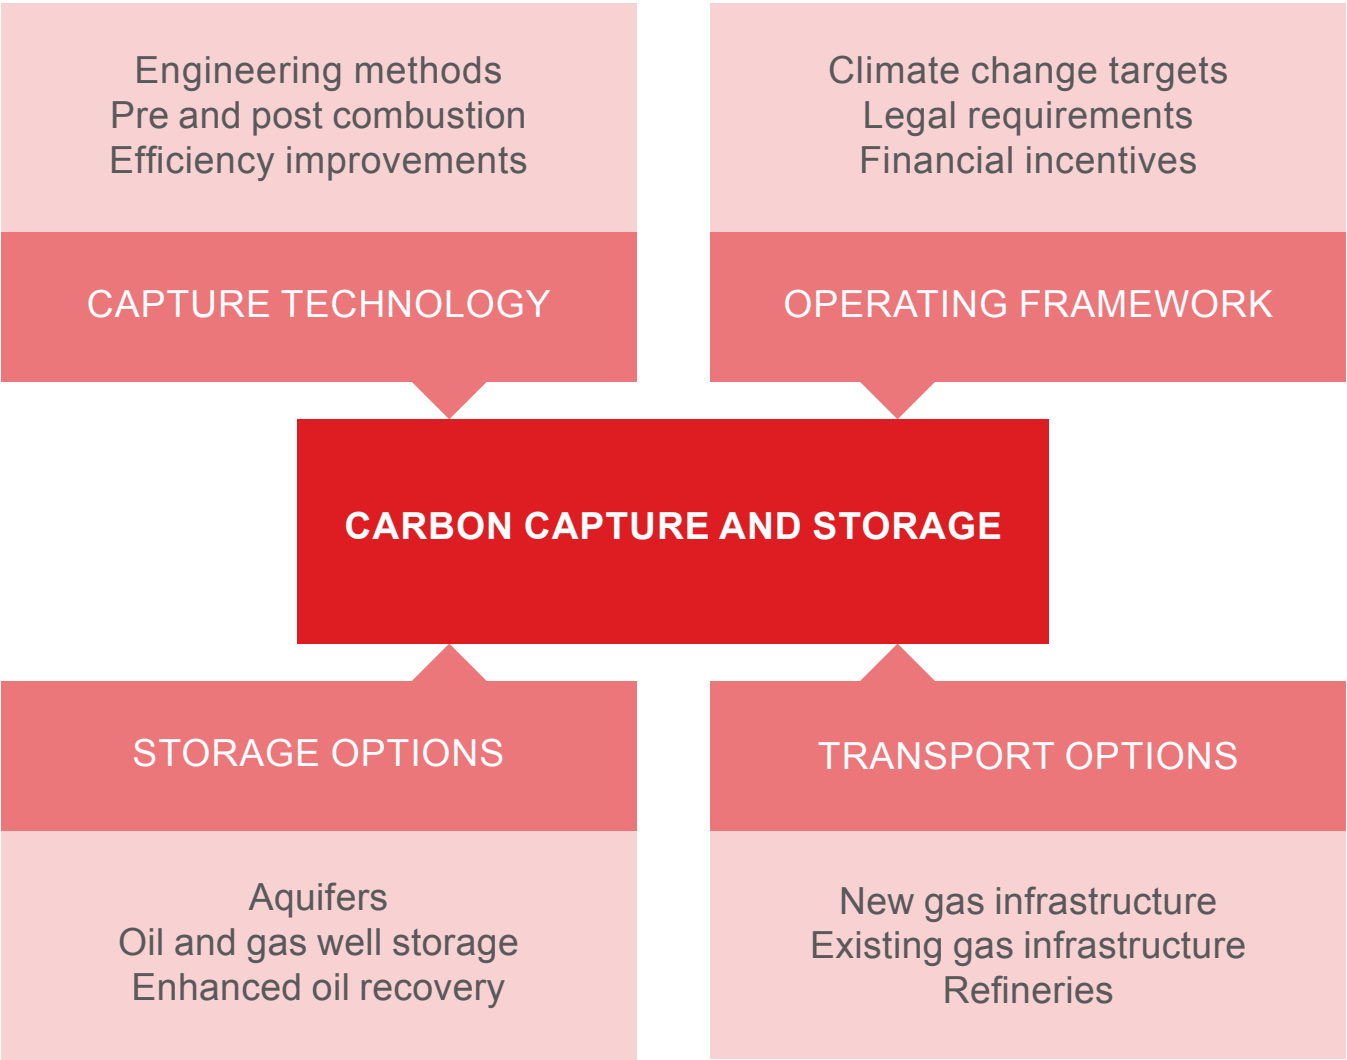 Engineering methods
Pre and post combustion
Efficiency improvements
CAPTURE TECHNOLOGY
Climate change targets
Legal requirements
Financial incentives
OPERATING FRAMEWORK
CARBON CAPTURE AND STORAGE
STORAGE OPTIONS
Aquifers
Oil and gas well storage
Enhanced oil recovery
TRANSPORT OPTIONS
New gas infrastructure
Existing gas infrastructure
Refineries